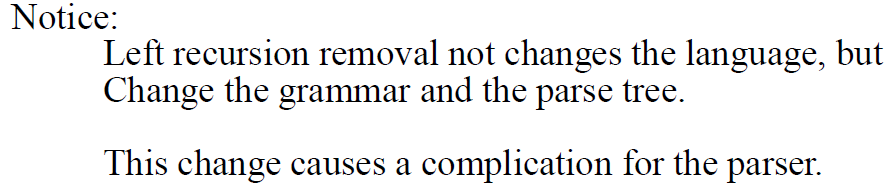 Notice:
Left recursion removal not changes the language, but
Change the grammar and the parse tree.
This change causes a complication for the parser.